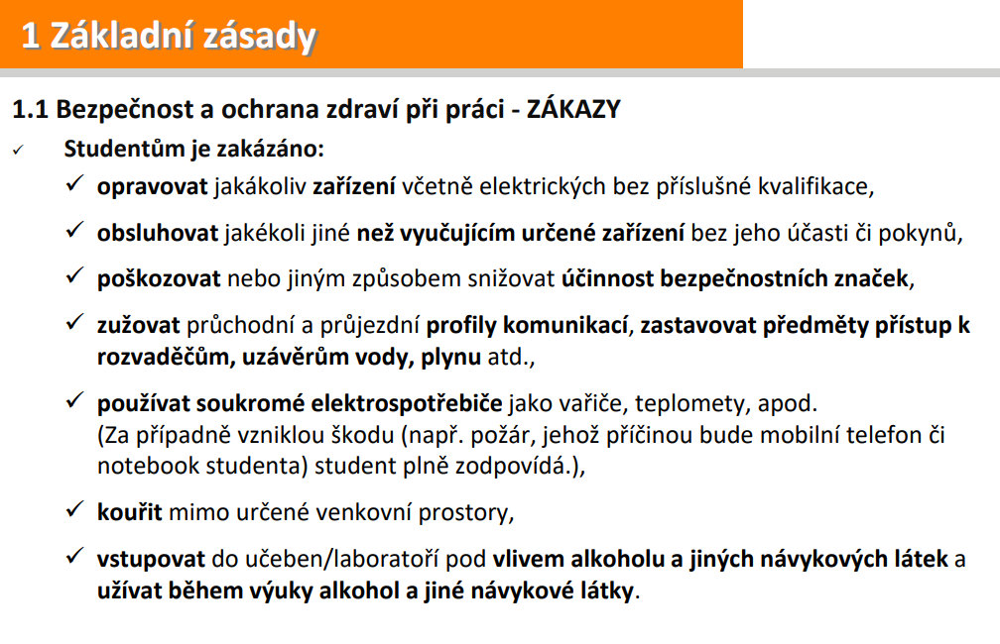 1 Základní zásady
1.1 Bezpečnost a ochrana zdraví při práci - ZÁKAZY
✓ Studentům je zakázáno:
✓ opravovat jakákoliv zařízení včetně elektrických bez příslušné kvalifikace,
✓ obsluhovat jakékoli jiné než vyučujícím určené zařízení bez jeho účasti či pokynů,
✓ poškozovat nebo jiným způsobem snižovat účinnost bezpečnostních značek,
✓ zužovat průchodní a průjezdní profily komunikací, zastavovat předměty přístup k
rozvaděčům, uzávěrům vody, plynu atd.,
✓ používat soukromé elektrospotřebiče jako vařiče, teplomety, apod.
(Za případně vzniklou škodu (např. požár, jehož příčinou bude mobilní telefon či
notebook studenta) student plně zodpovídá.),
✓ kouřit mimo určené venkovní prostory,
✓ vstupovat do učeben/laboratoří pod vlivem alkoholu a jiných návykových látek a
užívat během výuky alkohol a jiné návykové látky.